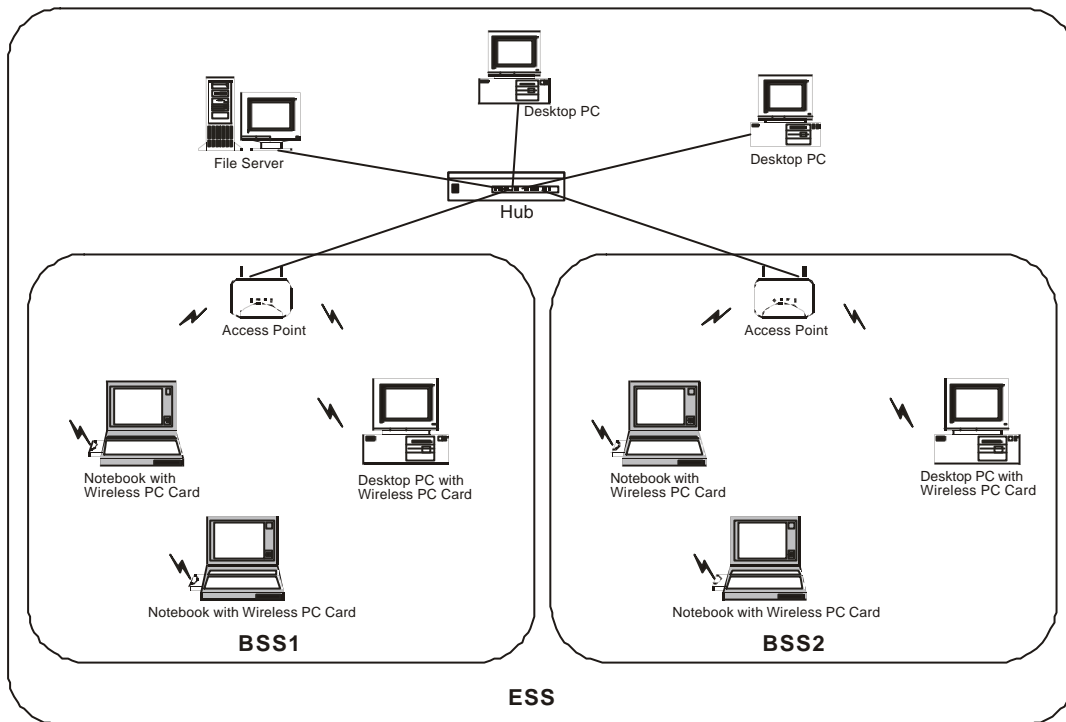 Desktop PC
File Server
Desktop PC
Hub
Access Point
Access Point
Notebook with
Wireless PC Card
Desktop PC with
Wireless PC Card
Notebook with
Wireless PC Card
Desktop PC with
Wireless PC Card
Notebook with Wireless PC Card
Notebook with Wireless PC Card
BSS1
BSS2
ESS